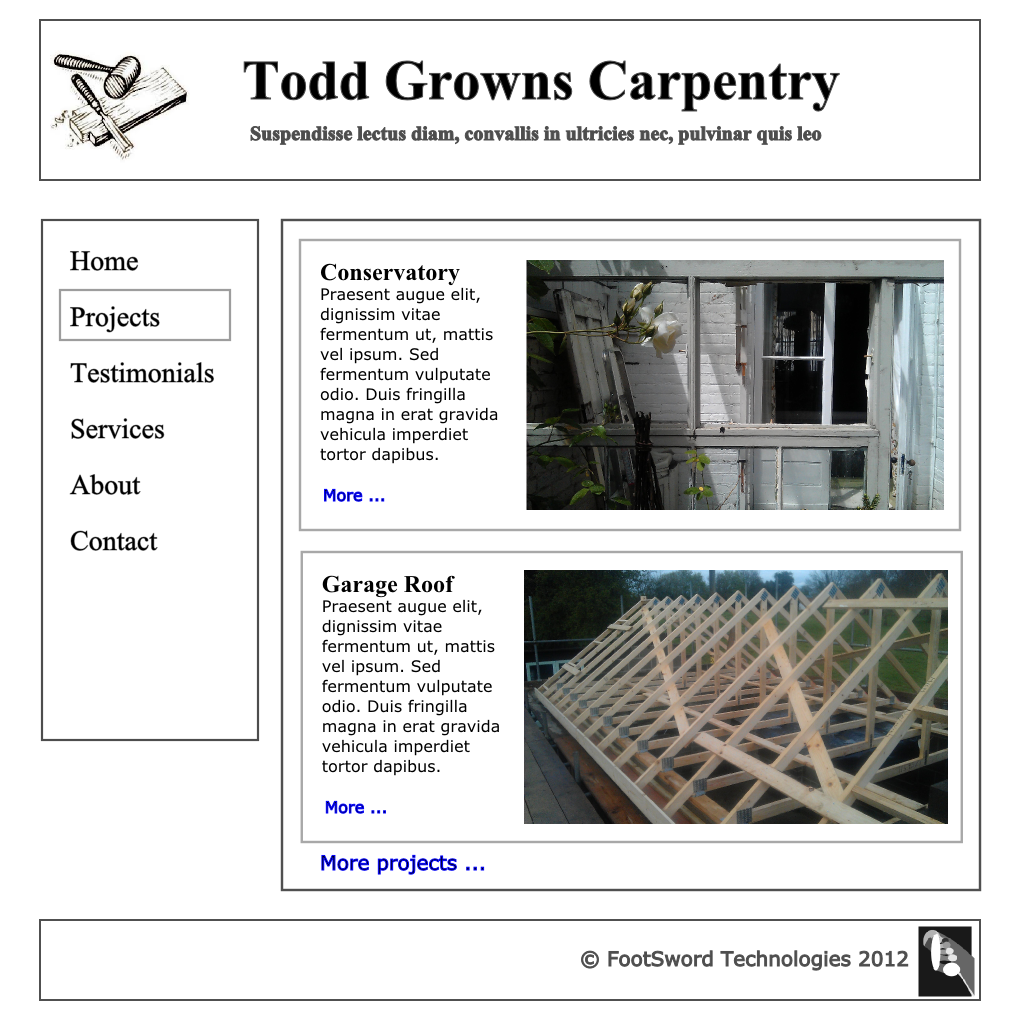 Todd Growns Carpentry
Suspendisse lectus diam, convallis in ultricies nec, pulvinar quis leo
Home
Projects
Testimonials
Services
About
Contact
Conservatory
Praesent augue elit,
dignissim vitae
fermentum ut, mattis
vel ipsum. Sed
fermentum vulputate
odio. Duis fringilla
magna in erat gravida
vehicula imperdiet
tortor dapibus.
More ...
Garage Roof
Praesent augue elit,
dignissim vitae
fermentum ut, mattis
vel ipsum. Sed
fermentum vulputate
odio. Duis fringilla
magna in erat gravida
vehicula imperdiet
tortor dapibus.
More ...
More projects ...
© FootSword Technologies 2012